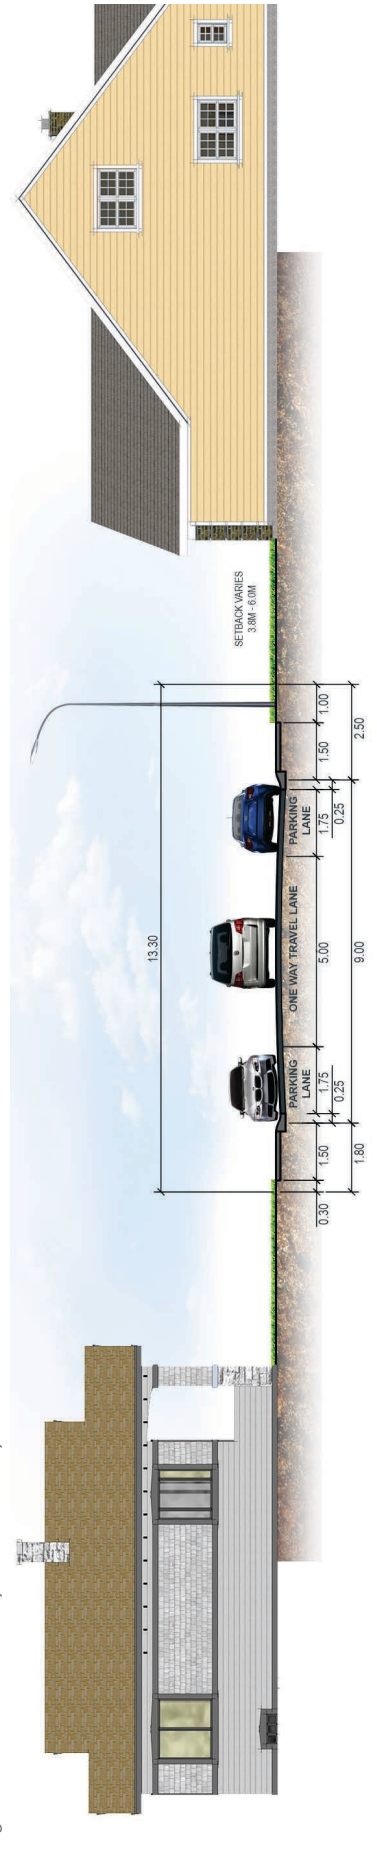 13.30
SETBACK VARIES
3.8M - 6.0M
PARKING
LANE
ONE WAY TRAVEL LANE
PARKING
LANE
0.30
1.50
1.75
5.00
1.75
1.50
1.00
0.25
0.25
1.80
9.00
2.50